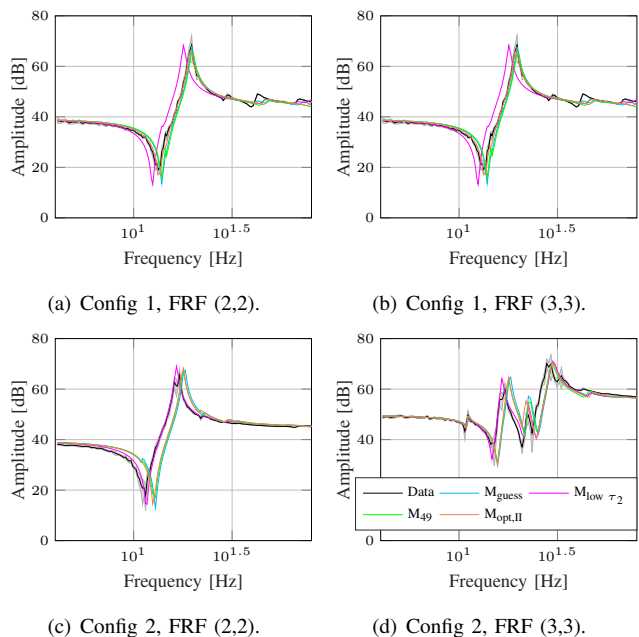 80
60
40
20
0
Amplitude [dB]
10^1
10^1.5
Frequency [Hz]
(a) Config 1, FRF (2,2).
80
60
40
20
0
Amplitude [dB]
10^1
10^1.5
Frequency [Hz]
(b) Config 1, FRF (3,3).
80
60
40
20
0
Amplitude [dB]
10^1
10^1.5
Frequency [Hz]
(c) Config 2, FRF (2,2).
80
60
40
20
0
Amplitude [dB]
Data M_guess M_low τ_2
M_49 M_opt,II
10^1
10^1.5
Frequency [Hz]
(d) Config 2, FRF (3,3).